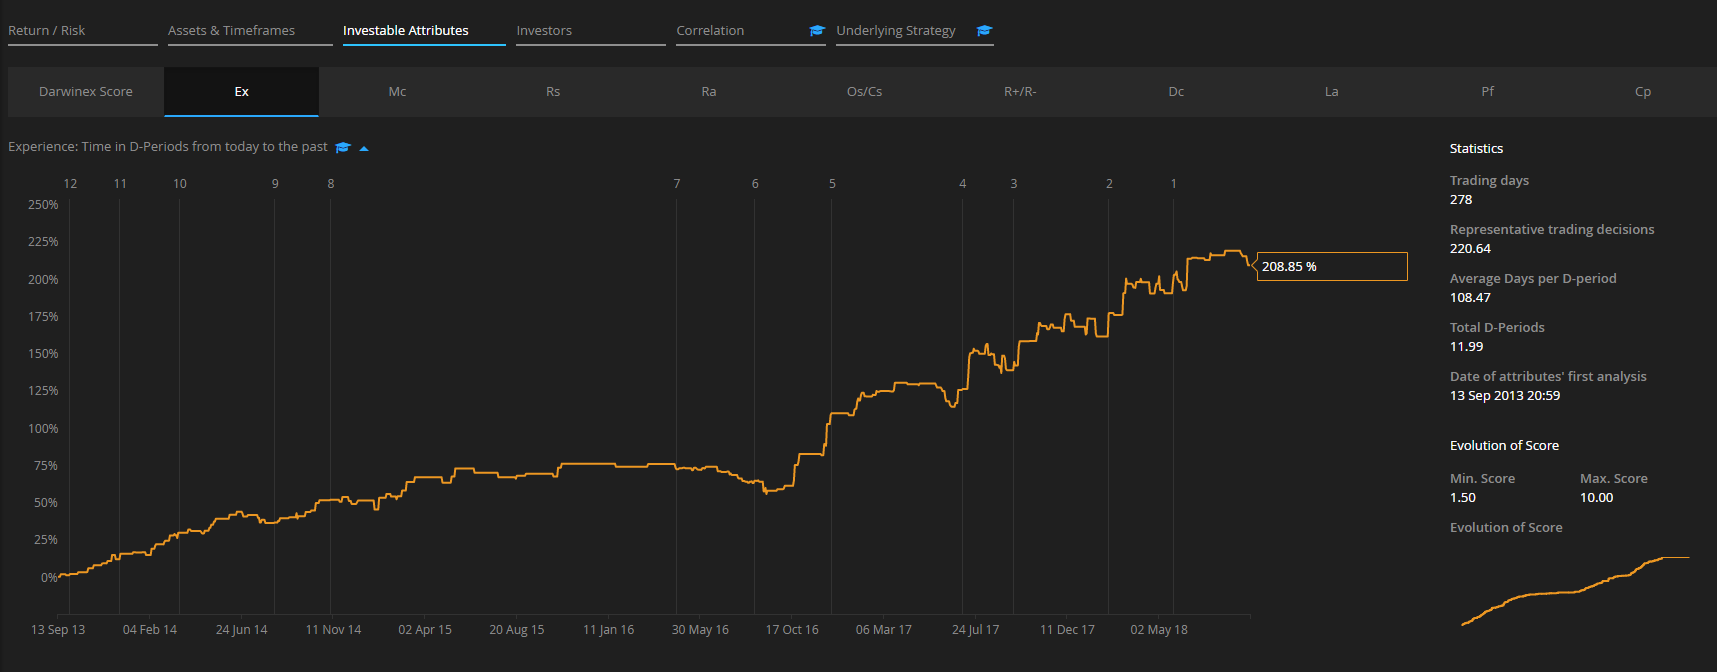 Return / Risk Assets & Timeframes Investable Attributes Investors Correlation Underlying Strategy
Darwinex Score Ex Mc Rs Ra Os/Cs R+/R- Dc La Pf Cp
Experience: Time in D-Periods from today to the past
12 11 10 9 8 7 6 5 4 3 2 1
250%
225%
200%
175%
150%
125%
100%
75%
50%
25%
0%
208.85 %
13 Sep 13 04 Feb 14 24 Jun 14 11 Nov 14 02 Apr 15 20 Aug 15 11 Jan 16 30 May 16 17 Oct 16 06 Mar 17 24 Jul 17 11 Dec 17 02 May 18
Statistics
Trading days
278
Representative trading decisions
220.64
Average Days per D-period
108.47
Total D-Periods
11.99
Date of attributes' first analysis
13 Sep 2013 20:59
Evolution of Score
Min. Score Max. Score
1.50 10.00
Evolution of Score